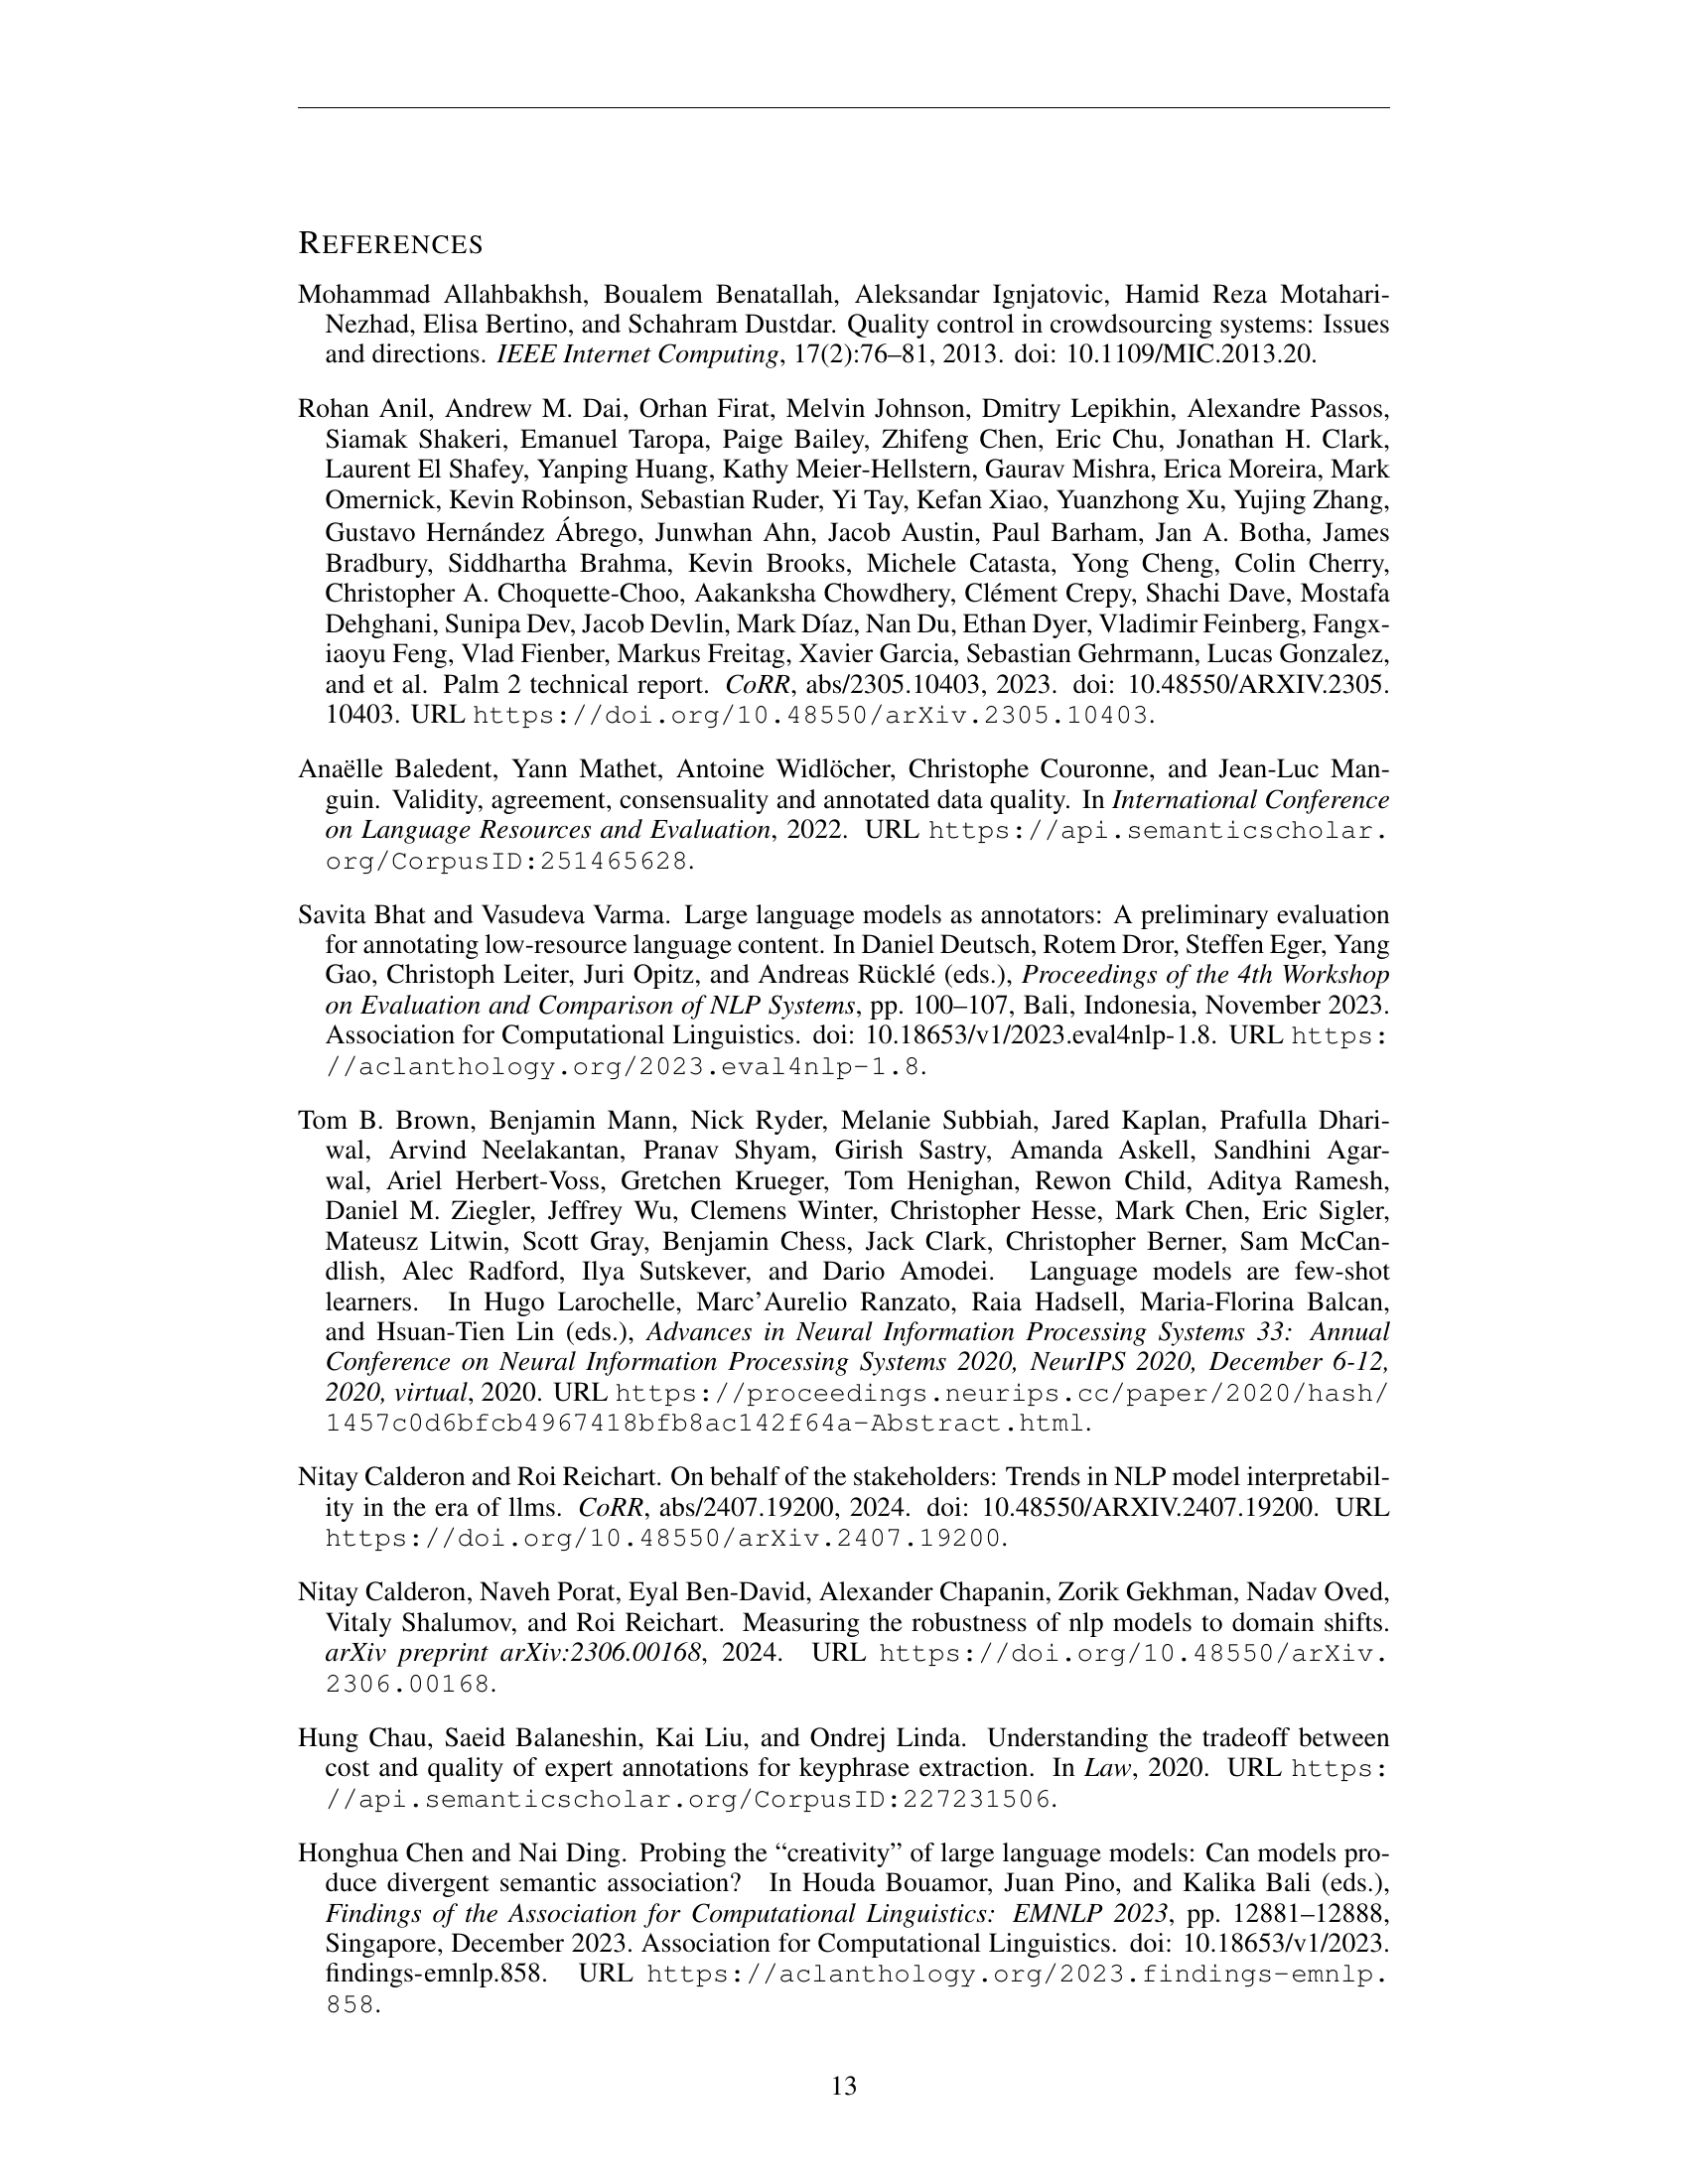 REFERENCES
Mohammad Allahbakhsh, Boualem Benatallah, Aleksandar Ignjatovic, Hamid Reza Motahari-
Nezhad, Elisa Bertino, and Schahram Dustdar. Quality control in crowdsourcing systems: Issues
and directions. IEEE Internet Computing, 17(2):76–81, 2013. doi: 10.1109/MIC.2013.20.
Rohan Anil, Andrew M. Dai, Orhan Firat, Melvin Johnson, Dmitry Lepikhin, Alexandre Passos,
Siamak Shakeri, Emanuel Taropa, Paige Bailey, Zhifeng Chen, Eric Chu, Jonathan H. Clark,
Laurent El Shafey, Yanping Huang, Kathy Meier-Hellstern, Gaurav Mishra, Erica Moreira, Mark
Omernick, Kevin Robinson, Sebastian Ruder, Yi Tay, Kefan Xiao, Yuanzhong Xu, Yujing Zhang,
Gustavo Hernández Ábrego, Junwhan Ahn, Jacob Austin, Paul Barham, Jan A. Botha, James
Bradbury, Siddhartha Brahma, Kevin Brooks, Michele Catasta, Yong Cheng, Colin Cherry,
Christopher A. Choquette-Choo, Aakanksha Chowdhery, Clément Crepy, Shachi Dave, Mostafa
Dehghani, Sunipa Dev, Jacob Devlin, Mark Díaz, Nan Du, Ethan Dyer, Vladimir Feinberg, Fangx-
iaoyu Feng, Vlad Fienber, Markus Freitag, Xavier Garcia, Sebastian Gehrmann, Lucas Gonzalez,
and et al. Palm 2 technical report. CoRR, abs/2305.10403, 2023. doi: 10.48550/ARXIV.2305.
10403. URL https://doi.org/10.48550/arXiv.2305.10403.
Anaëlle Baledent, Yann Mathet, Antoine Widlöcher, Christophe Couronne, and Jean-Luc Man-
guin. Validity, agreement, consensuality and annotated data quality. In International Conference
on Language Resources and Evaluation, 2022. URL https://api.semanticscholar.
org/CorpusID:251465628.
Savita Bhat and Vasudeva Varma. Large language models as annotators: A preliminary evaluation
for annotating low-resource language content. In Daniel Deutsch, Rotem Dror, Steffen Eger, Yang
Gao, Christoph Leiter, Juri Opitz, and Andreas Rücklé (eds.), Proceedings of the 4th Workshop
on Evaluation and Comparison of NLP Systems, pp. 100–107, Bali, Indonesia, November 2023.
Association for Computational Linguistics. doi: 10.18653/v1/2023.eval4nlp-1.8. URL https:
//aclanthology.org/2023.eval4nlp-1.8.
Tom B. Brown, Benjamin Mann, Nick Ryder, Melanie Subbiah, Jared Kaplan, Prafulla Dhari-
wal, Arvind Neelakantan, Pranav Shyam, Girish Sastry, Amanda Askell, Sandhini Agar-
wal, Ariel Herbert-Voss, Gretchen Krueger, Tom Henighan, Rewon Child, Aditya Ramesh,
Daniel M. Ziegler, Jeffrey Wu, Clemens Winter, Christopher Hesse, Mark Chen, Eric Sigler,
Mateusz Litwin, Scott Gray, Benjamin Chess, Jack Clark, Christopher Berner, Sam McCan-
dlish, Alec Radford, Ilya Sutskever, and Dario Amodei. Language models are few-shot
learners. In Hugo Larochelle, Marc'Aurelio Ranzato, Raia Hadsell, Maria-Florina Balcan,
and Hsuan-Tien Lin (eds.), Advances in Neural Information Processing Systems 33: Annual
Conference on Neural Information Processing Systems 2020, NeurIPS 2020, December 6-12,
2020, virtual, 2020. URL https://proceedings.neurips.cc/paper/2020/hash/
1457c0d6bfcb4967418bfb8ac142f64a-Abstract.html.
Nitay Calderon and Roi Reichart. On behalf of the stakeholders: Trends in NLP model interpretabil-
ity in the era of llms. CoRR, abs/2407.19200, 2024. doi: 10.48550/ARXIV.2407.19200. URL
https://doi.org/10.48550/arXiv.2407.19200.
Nitay Calderon, Naveh Porat, Eyal Ben-David, Alexander Chapanin, Zorik Gekhman, Nadav Oved,
Vitaly Shalumov, and Roi Reichart. Measuring the robustness of nlp models to domain shifts.
arXiv preprint arXiv:2306.00168, 2024. URL https://doi.org/10.48550/arXiv.
2306.00168.
Hung Chau, Saeid Balaneshin, Kai Liu, and Ondrej Linda. Understanding the tradeoff between
cost and quality of expert annotations for keyphrase extraction. In Law, 2020. URL https:
//api.semanticscholar.org/CorpusID:227231506.
Honghua Chen and Nai Ding. Probing the “creativity” of large language models: Can models pro-
duce divergent semantic association? In Houda Bouamor, Juan Pino, and Kalika Bali (eds.),
Findings of the Association for Computational Linguistics: EMNLP 2023, pp. 12881–12888,
Singapore, December 2023. Association for Computational Linguistics. doi: 10.18653/v1/2023.
findings-emnlp.858. URL https://aclanthology.org/2023.findings-emnlp.
858.
13